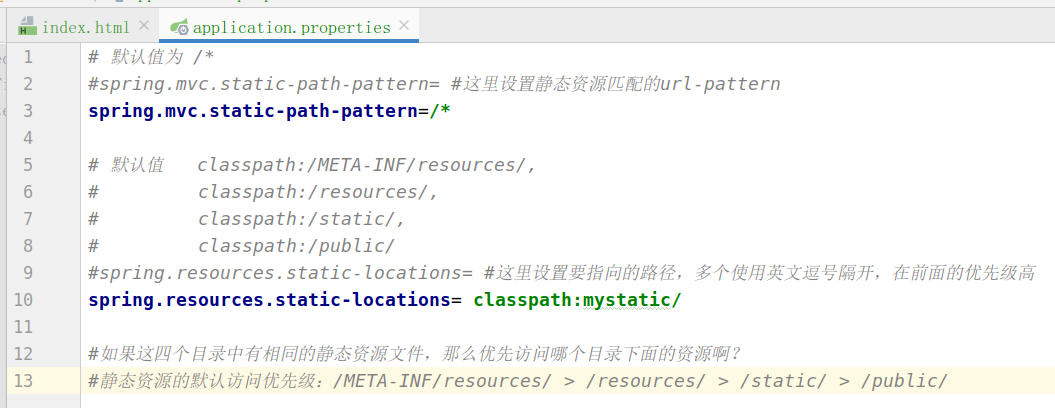 index.html
application.properties
1 # 默认值为 /*
2 #spring.mvc.static-path-pattern= #这里设置静态资源匹配的url-pattern
3 spring.mvc.static-path-pattern=/*
4
5 # 默认值 classpath:/META-INF/resources/,
6 # classpath:/resources/,
7 # classpath:/static/,
8 # classpath:/public/
9 #spring.resources.static-locations= #这里设置要指向的路径，多个使用英文逗号隔开，在前面的优先级高
10 spring.resources.static-locations= classpath:mystatic/
11
12 #如果这四个目录中有相同的静态资源文件，那么优先访问哪个目录下面的资源啊？
13 #静态资源的默认访问优先级：/META-INF/resources/ > /resources/ > /static/ > /public/